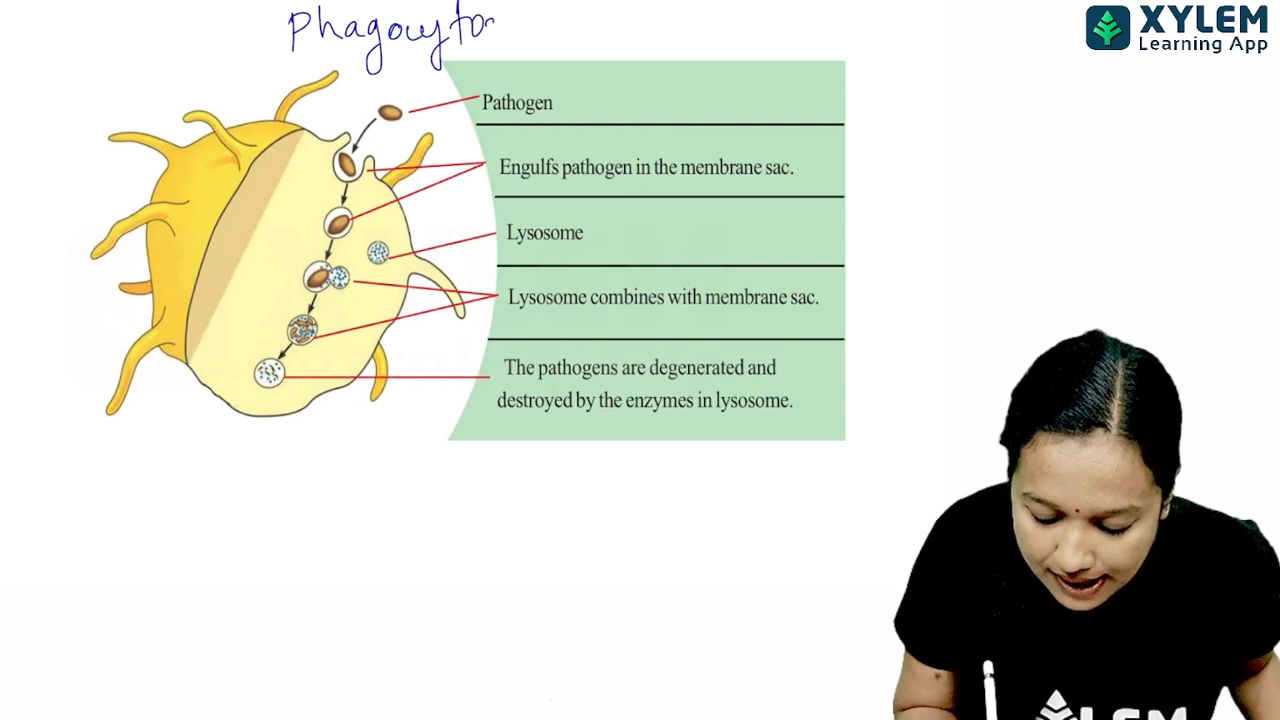 Phagocyto
XYLEM
Learning App
Pathogen
Engulfs pathogen in the membrane sac.
Lysosome
Lysosome combines with membrane sac.
The pathogens are degenerated and
destroyed by the enzymes in lysosome.